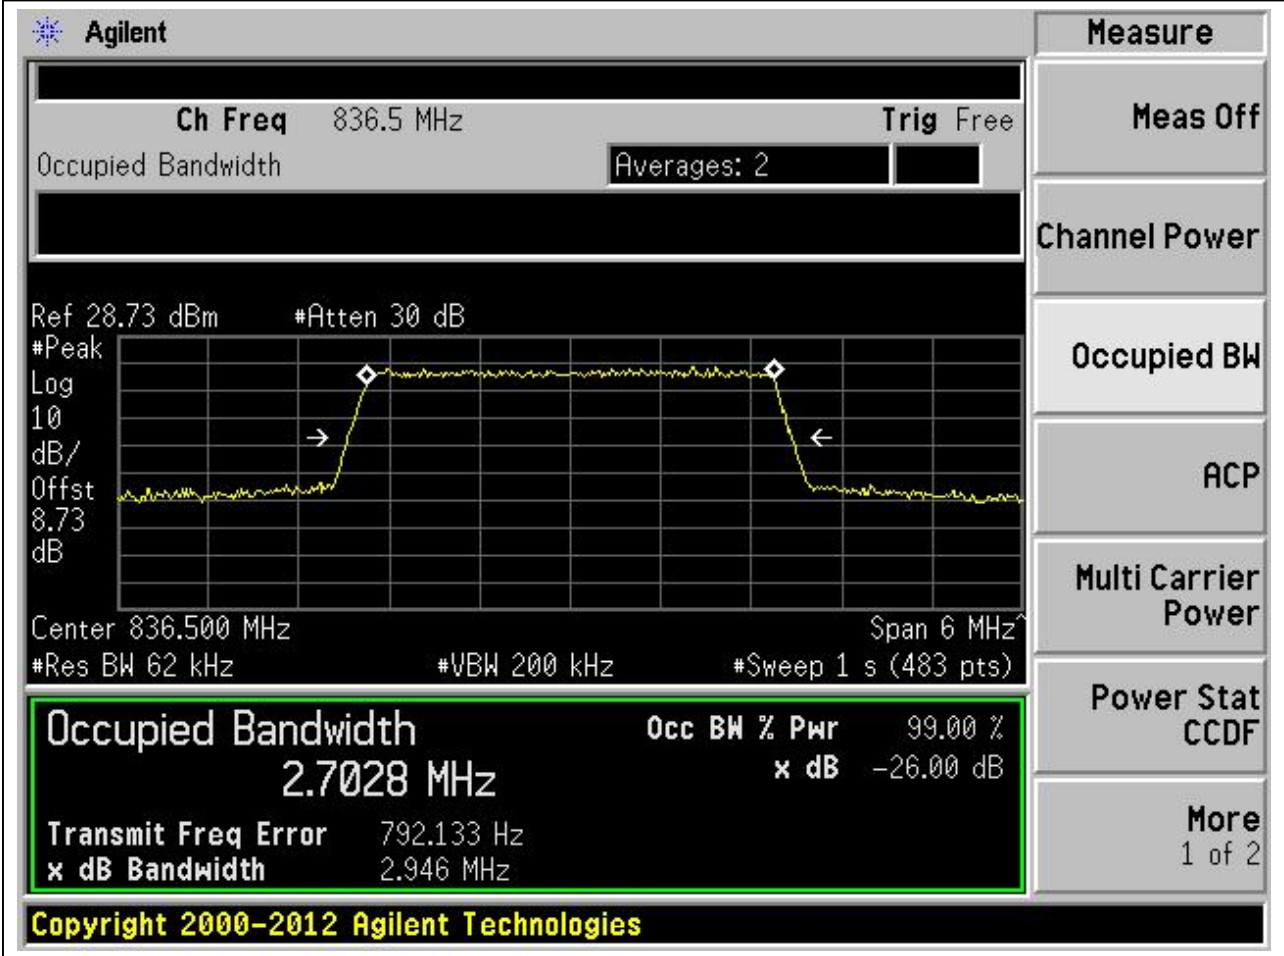 Agilent
Measure
Ch Freq 836.5 MHz Trig Free
Occupied Bandwidth Averages: 2
Meas Off
Channel Power
Occupied BW
ACP
Multi Carrier
Power
Power Stat
CCDF
More
1 of 2
Ref 28.73 dBm #Atten 30 dB
#Peak
Log
10
dB/
Offst
8.73
dB
Center 836.500 MHz Span 6 MHz^
#Res BW 62 kHz #VBW 200 kHz #Sweep 1 s (483 pts)
Occupied Bandwidth Occ BW % Pwr 99.00 %
2.7028 MHz x dB -26.00 dB
Transmit Freq Error 792.133 Hz
x dB Bandwidth 2.946 MHz
Copyright 2000-2012 Agilent Technologies